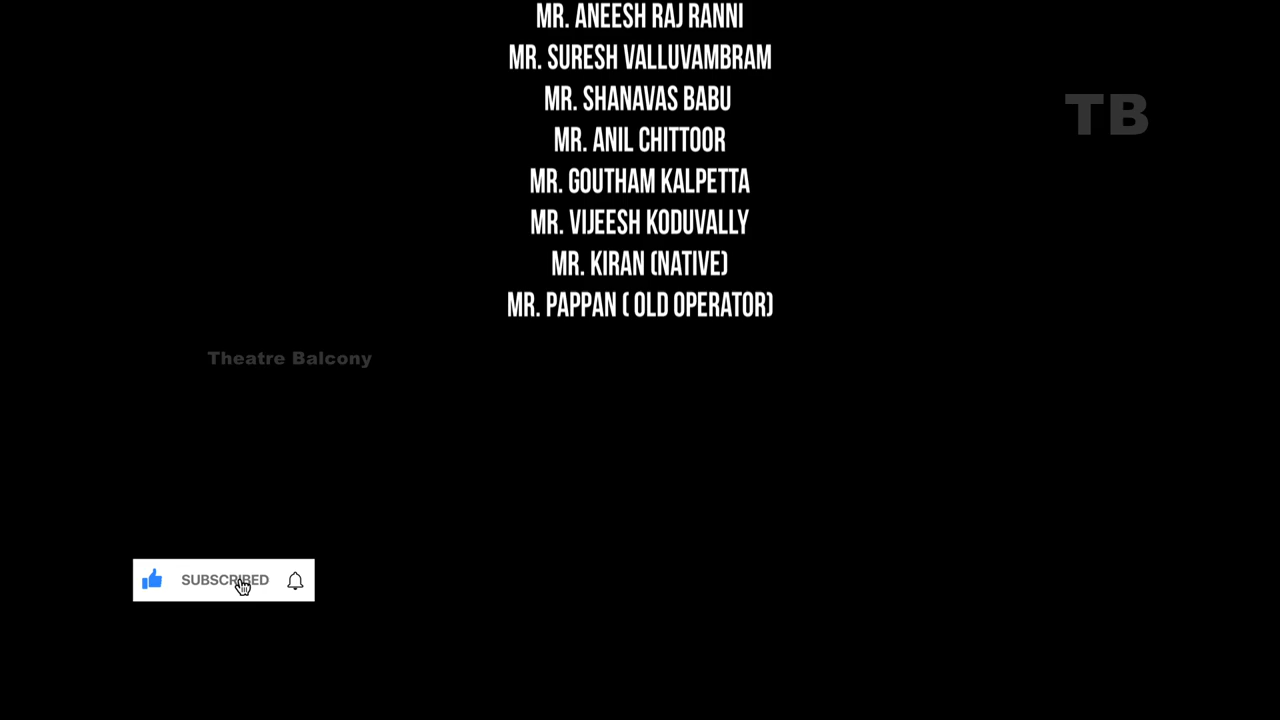 MR. ANEESH RAJ RANNI
MR. SURESH VALLUVAMBRAM
TB
MR. SHANAVAS BABU
MR. ANIL CHITTOOR
MR. GOUTHAM KALPETTA
MR. VIJEESH KODUVALLY
MR. KIRAN (NATIVE)
MR. PAPPAN ( OLD OPERATOR)
Theatre Balcony
SUBSCRIBED